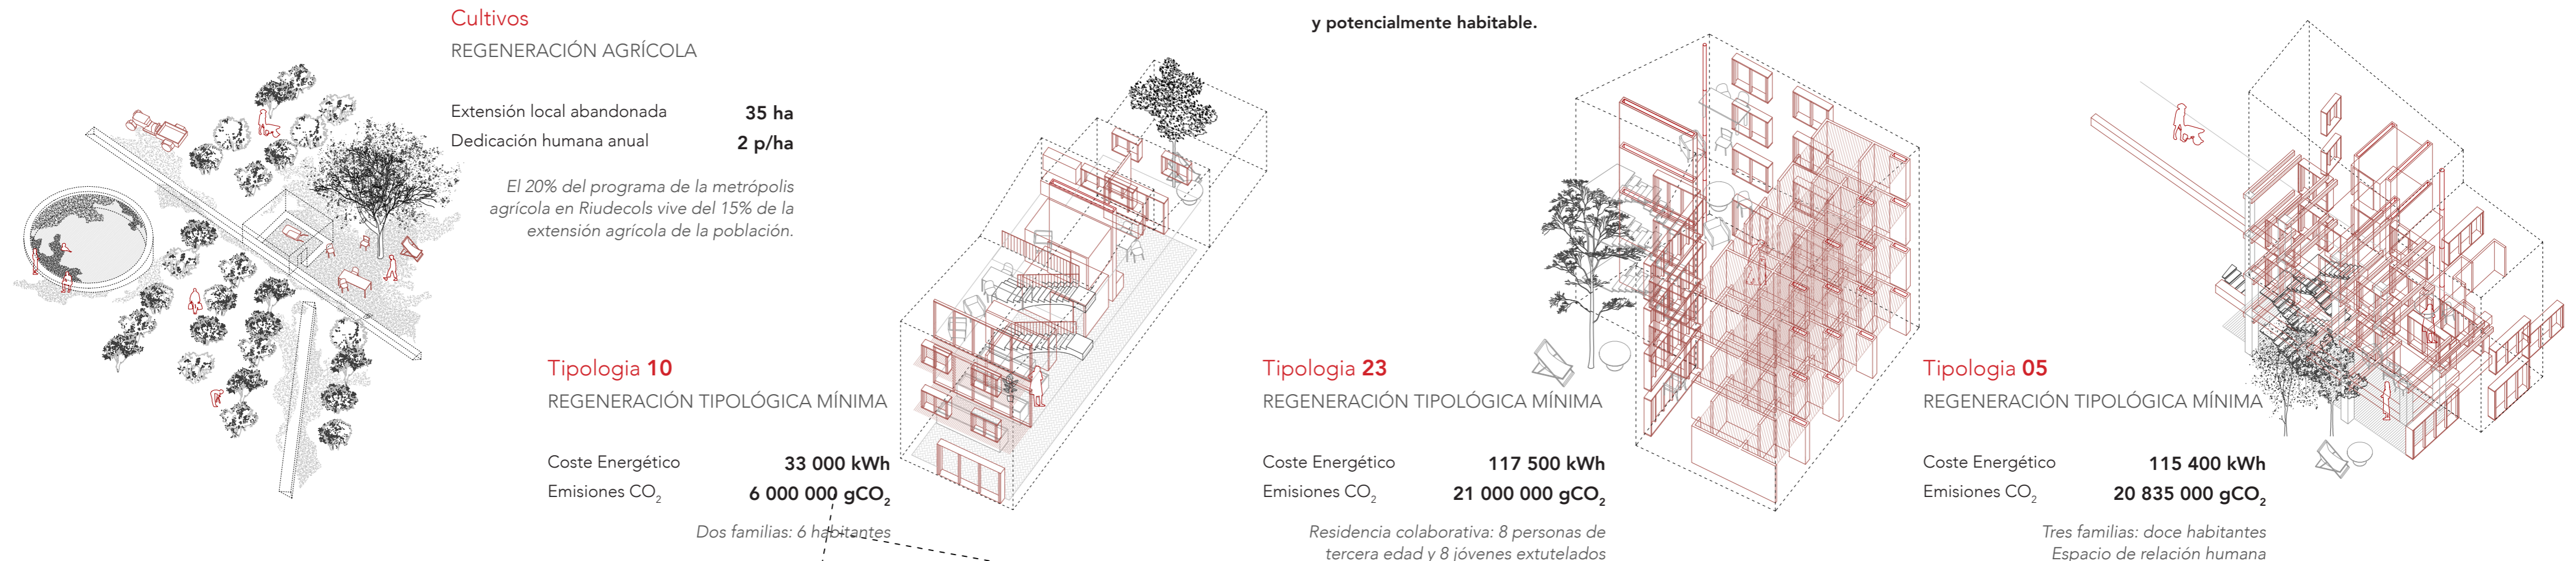 Cultivos
REGENERACIÓN AGRÍCOLA
Extensión local abandonada 35 ha
Dedicación humana anual 2 p/ha
El 20% del programa de la metrópolis
agrícola en Riudecols vive del 15% de la
extensión agrícola de la población.
y potencialmente habitable.
Tipologia 10
REGENERACIÓN TIPOLÓGICA MÍNIMA
Coste Energético 33 000 kWh
Emisiones CO₂ 6 000 000 gCO₂
Dos familias: 6 habitantes
Tipologia 23
REGENERACIÓN TIPOLÓGICA MÍNIMA
Coste Energético 117 500 kWh
Emisiones CO₂ 21 000 000 gCO₂
Residencia colaborativa: 8 personas de
tercera edad y 8 jóvenes extutelados
Tipologia 05
REGENERACIÓN TIPOLÓGICA MÍNIMA
Coste Energético 115 400 kWh
Emisiones CO₂ 20 835 000 gCO₂
Tres familias: doce habitantes
Espacio de relación humana